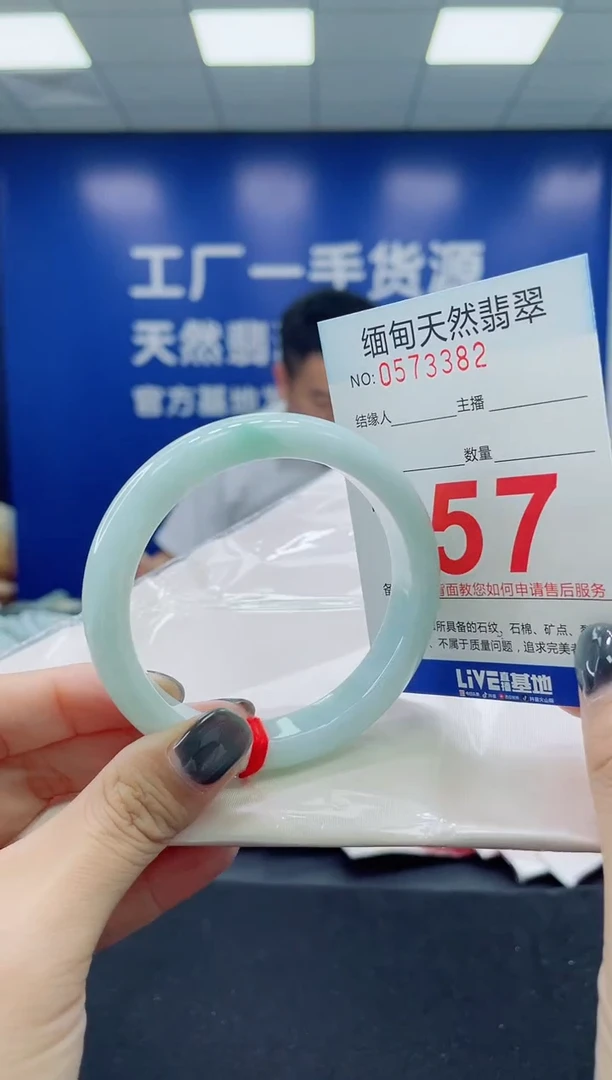 工厂一手货源
天然翡
官方基地
缅甸天然翡翠
NO:0573382
结缘人 主播
数量
57
面教您如何申请售后服务
所具备的石纹、石棉、矿点、
不属于质量问题，追求完美者
LiVE直播基地